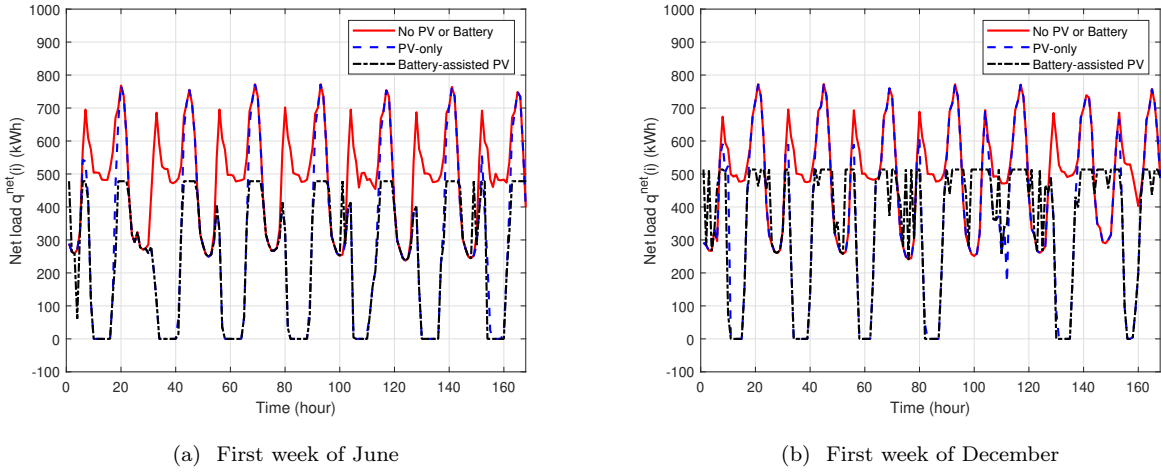 1000
900
800
700
600
500
400
300
200
100
0
-100
Net load q^net(i) (kWh)
No PV or Battery
PV-only
Battery-assisted PV
0 20 40 60 80 100 120 140 160
Time (hour)
(a) First week of June
1000
900
800
700
600
500
400
300
200
100
0
-100
Net load q^net(i) (kWh)
No PV or Battery
PV-only
Battery-assisted PV
0 20 40 60 80 100 120 140 160
Time (hour)
(b) First week of December